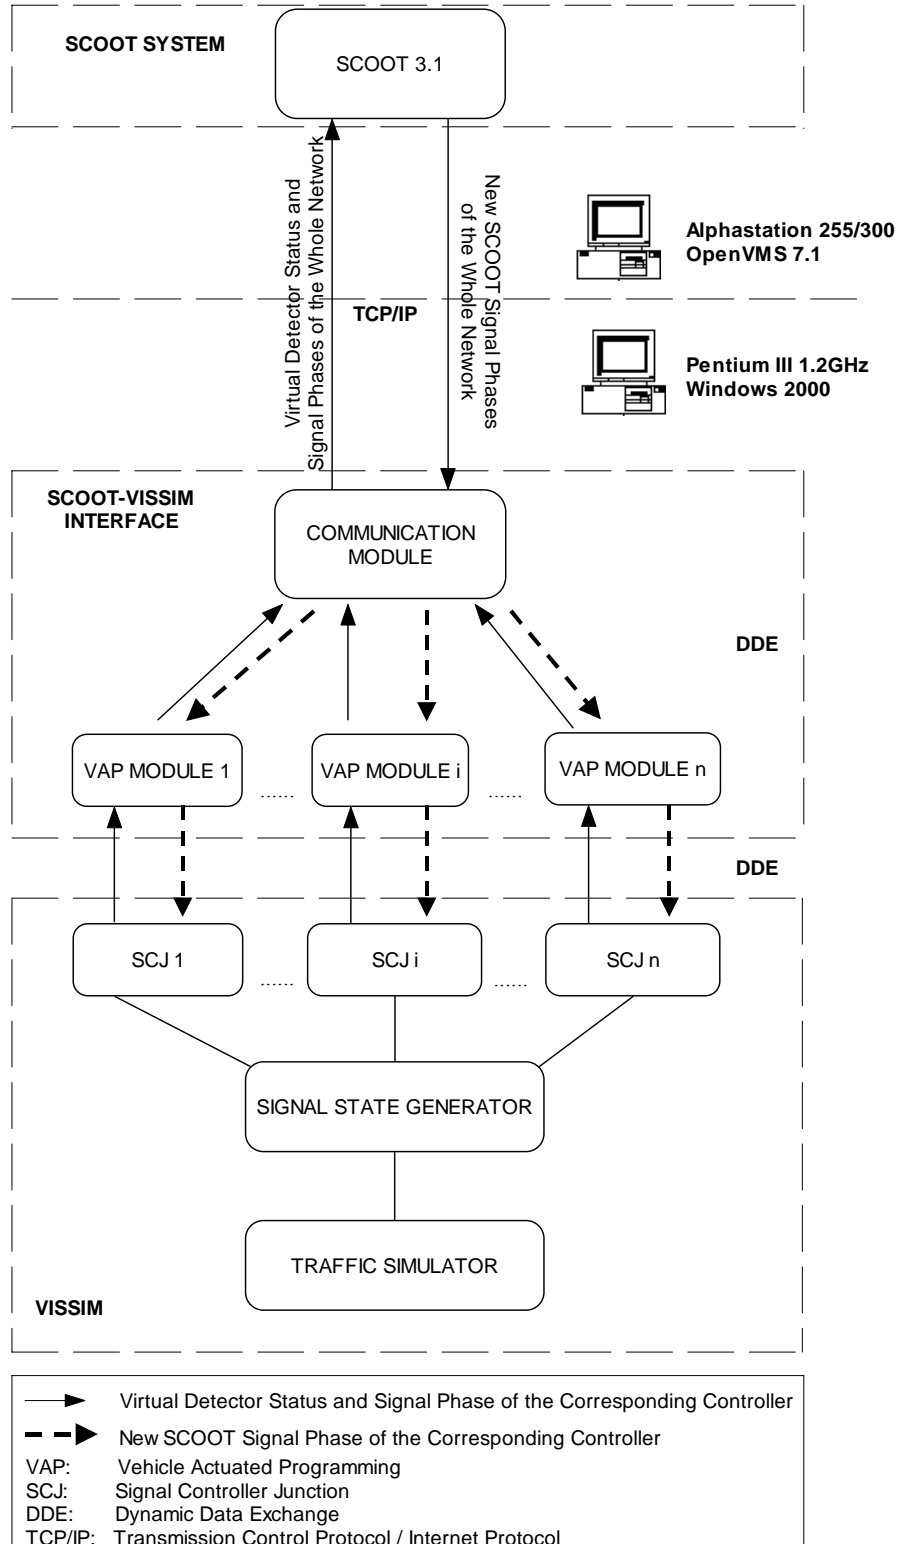 SCOOT SYSTEM
SCOOT 3.1
Virtual Detector Status and
Signal Phases of the Whole Network
New SCOOT Signal Phases
of the Whole Network
Alphastation 255/300
OpenVMS 7.1
TCP/IP
Pentium III 1.2GHz
Windows 2000
SCOOT-VISSIM
INTERFACE
COMMUNICATION
MODULE
DDE
VAP MODULE 1
......
VAP MODULE i
......
VAP MODULE n
DDE
SCJ 1
......
SCJ i
......
SCJ n
SIGNAL STATE GENERATOR
TRAFFIC SIMULATOR
VISSIM
Virtual Detector Status and Signal Phase of the Corresponding Controller
New SCOOT Signal Phase of the Corresponding Controller
VAP: Vehicle Actuated Programming
SCJ: Signal Controller Junction
DDE: Dynamic Data Exchange
TCP/IP: Transmission Control Protocol / Internet Protocol